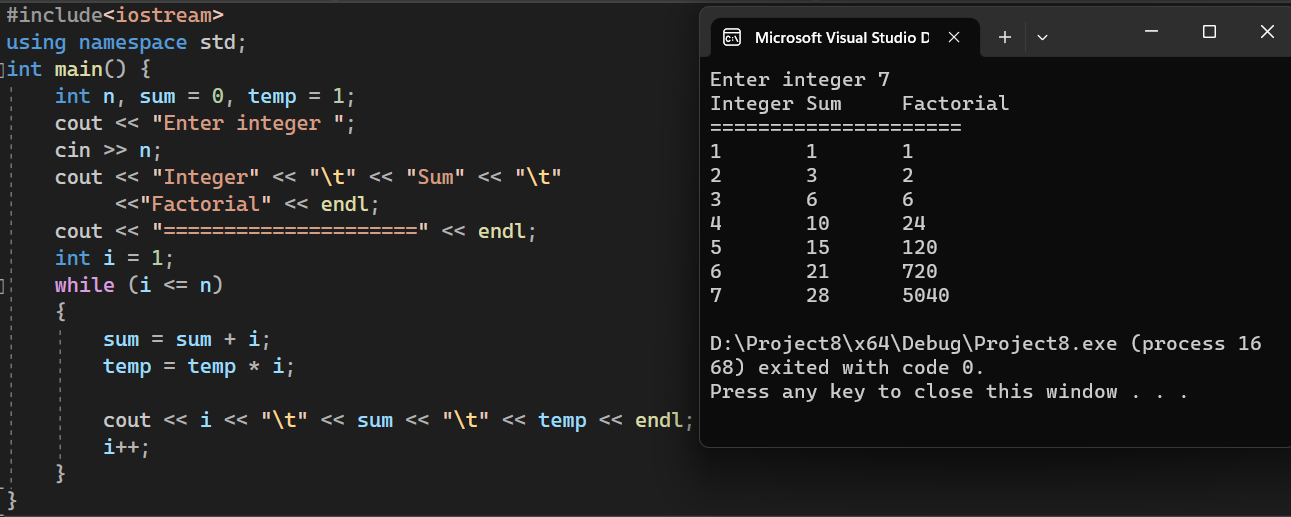 #include<iostream>
using namespace std;
int main() {
    int n, sum = 0, temp = 1;
    cout << "Enter integer ";
    cin >> n;
    cout << "Integer" << "\t" << "Sum" << "\t"
         <<"Factorial" << endl;
    cout << "=====================" << endl;
    int i = 1;
    while (i <= n)
    {
        sum = sum + i;
        temp = temp * i;

        cout << i << "\t" << sum << "\t" << temp << endl;
        i++;
    }
}
Microsoft Visual Studio D
Enter integer 7
Integer Sum     Factorial
=====================
1       1       1
2       3       2
3       6       6
4       10      24
5       15      120
6       21      720
7       28      5040

D:\Project8\x64\Debug\Project8.exe (process 16
68) exited with code 0.
Press any key to close this window . . .